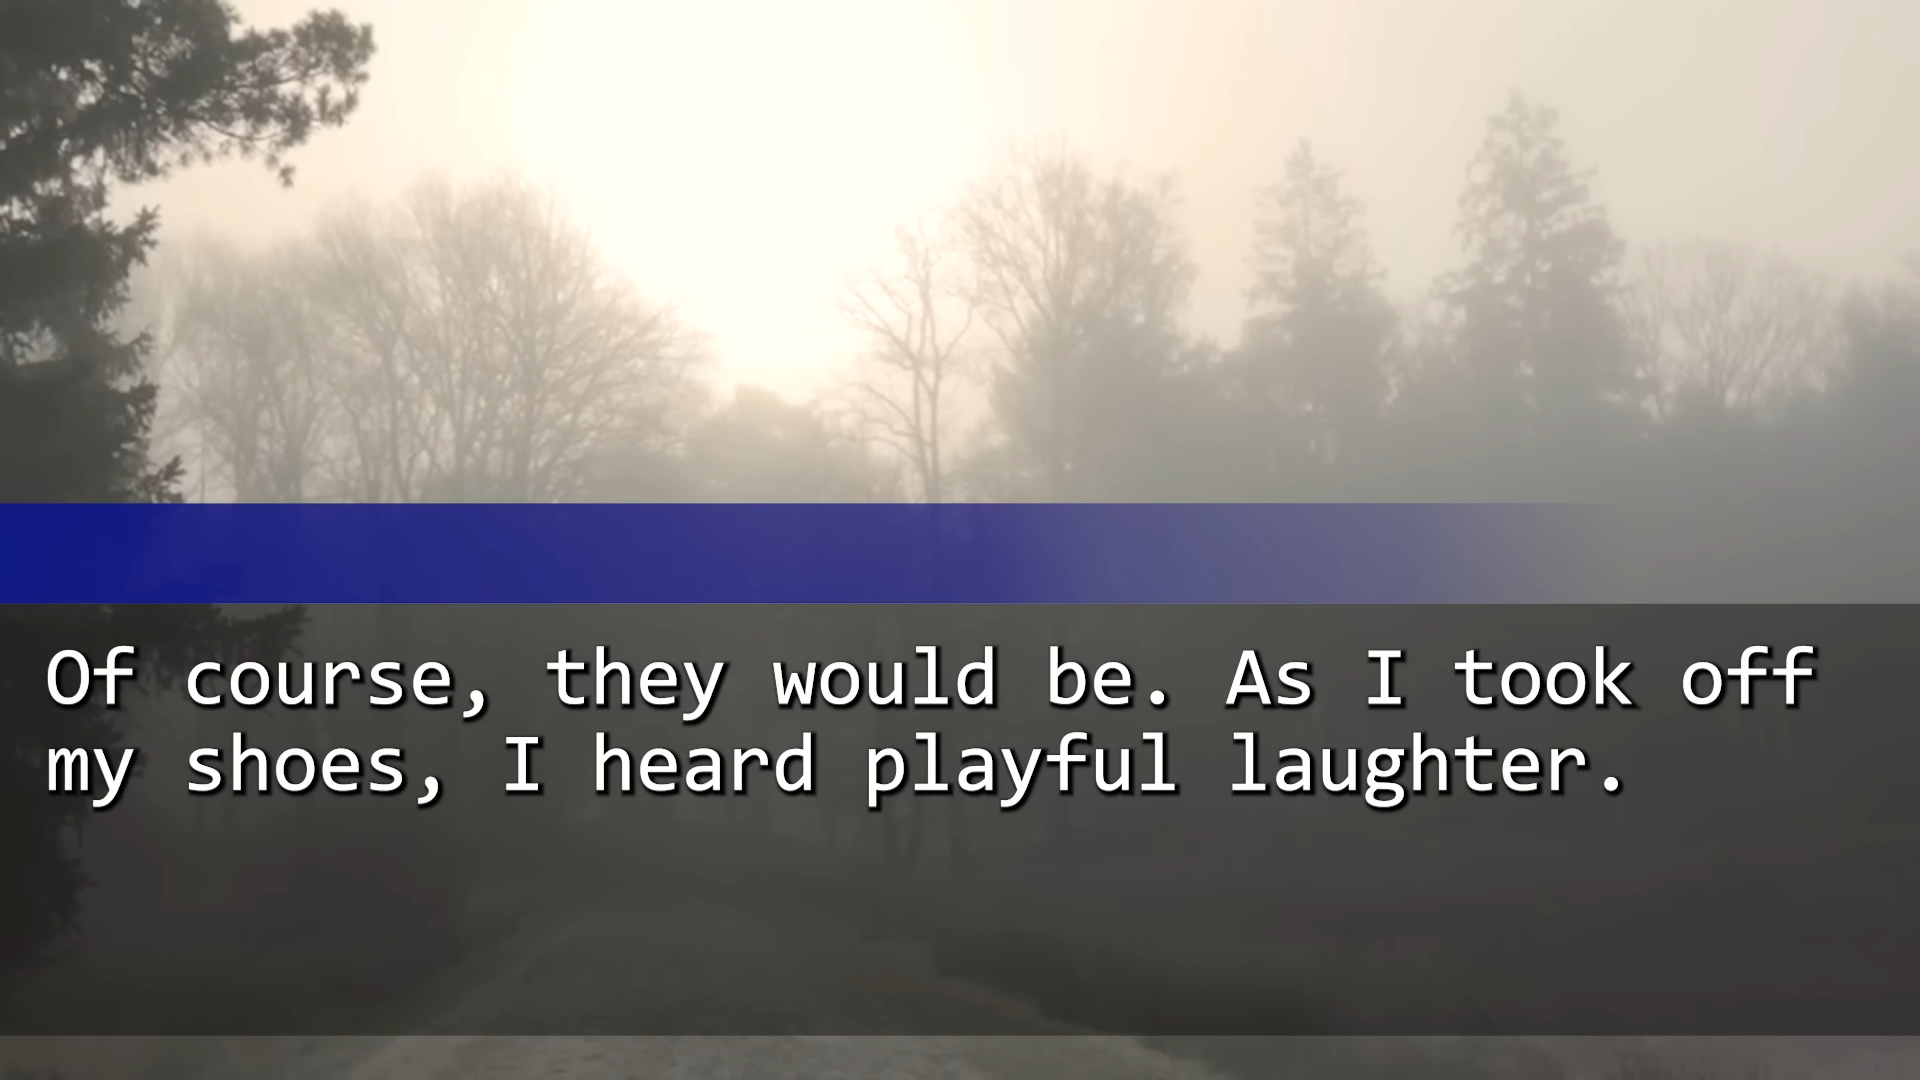 Of course, they would be. As I took off
my shoes, I heard playful laughter.